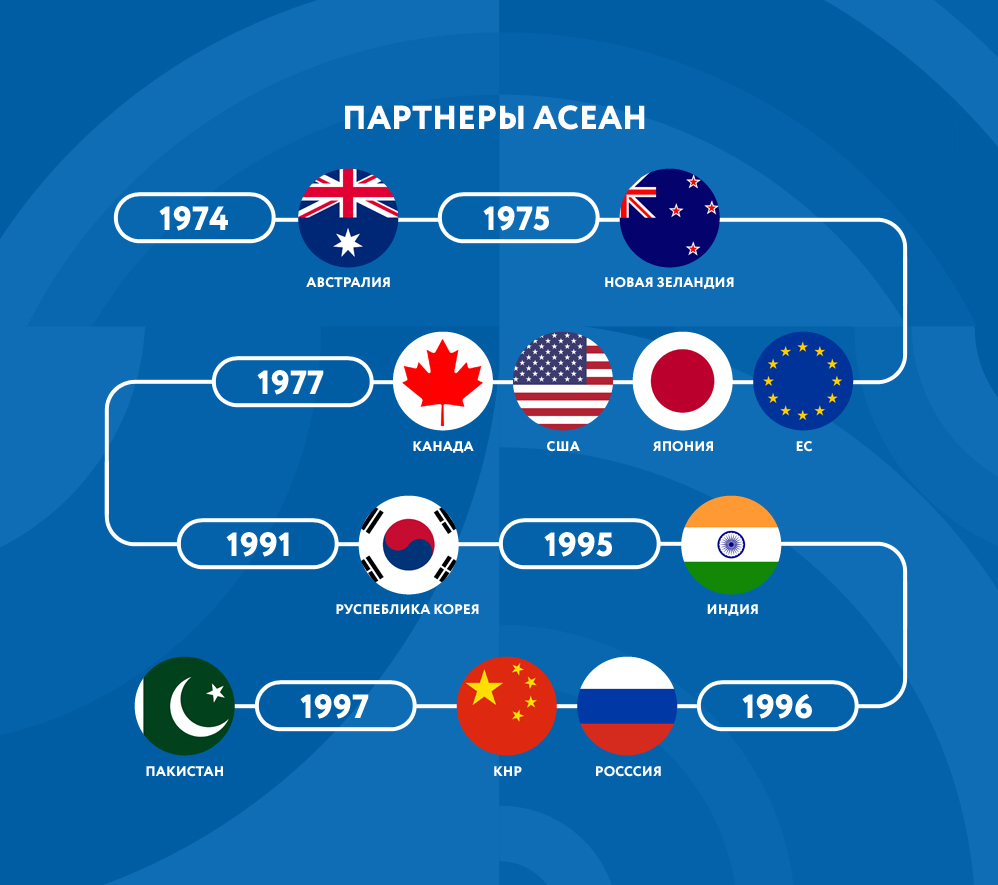 ПАРТНЕРЫ АСЕАН
1974
АВСТРАЛИЯ
1975
НОВАЯ ЗЕЛАНДИЯ
1977
КАНАДА
США
ЯПОНИЯ
ЕС
1991
РУСПЕБЛИКА КОРЕЯ
1995
ИНДИЯ
ПАКИСТАН
1997
КНР
РОСССИЯ
1996